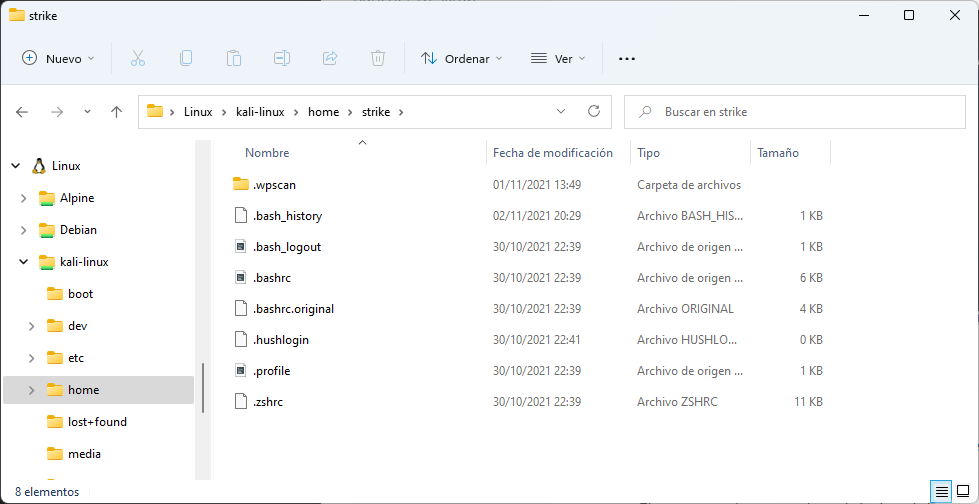 strike
Nuevo
Ordenar
Ver
Linux
kali-linux
home
strike
Buscar en strike
Linux
Alpine
Debian
kali-linux
boot
dev
etc
home
lost+found
media
Nombre Fecha de modificación Tipo Tamaño
.wpscan 01/11/2021 13:49 Carpeta de archivos
.bash_history 02/11/2021 20:29 Archivo BASH_HIS... 1 KB
.bash_logout 30/10/2021 22:39 Archivo de origen ... 1 KB
.bashrc 30/10/2021 22:39 Archivo de origen ... 6 KB
.bashrc.original 30/10/2021 22:39 Archivo ORIGINAL 4 KB
.hushlogin 30/10/2021 22:41 Archivo HUSHLO... 0 KB
.profile 30/10/2021 22:39 Archivo de origen ... 1 KB
.zshrc 30/10/2021 22:39 Archivo ZSHRC 11 KB
8 elementos